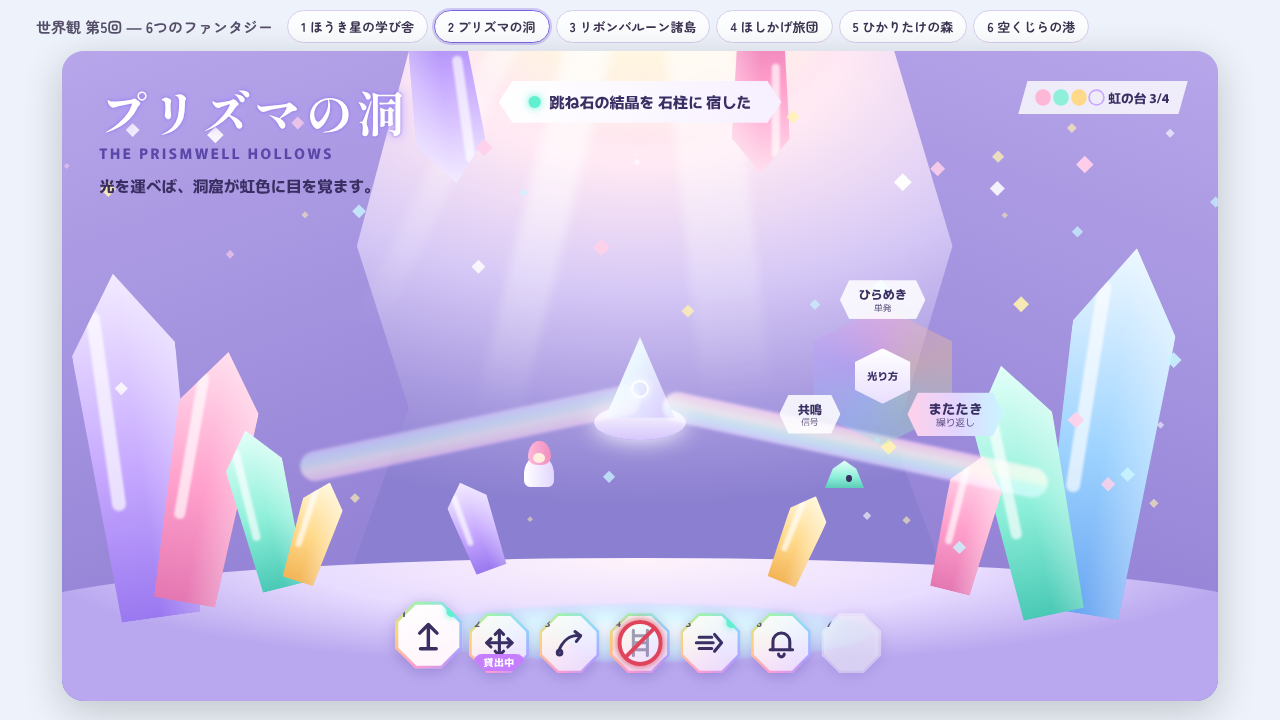 世界観 第5回 — 6つのファンタジー
1 ほうき星の学び舎
2 プリズマの洞
3 リボンバルーン諸島
4 ほしかげ旅団
5 ひかりたけの森
6 空くじらの港
プリズマの洞
THE PRISMWELL HOLLOWS
光を運べば、洞窟が虹色に目を覚ます。
跳ね石の結晶を 石柱に 宿した
虹の台 3/4
ひらめき
単発
光り方
共鳴
信号
またたき
繰り返し
貸出中